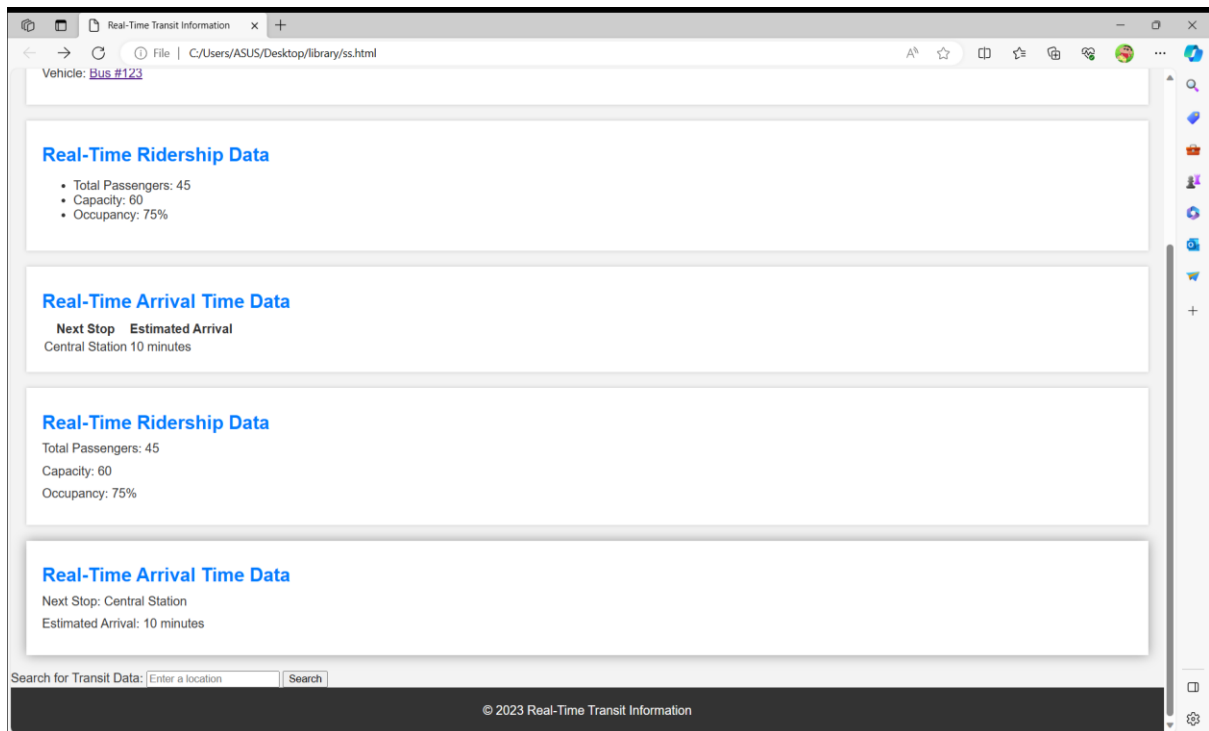 Real-Time Transit Information
File | C:/Users/ASUS/Desktop/library/ss.html
Vehicle: Bus #123
Real-Time Ridership Data
• Total Passengers: 45
• Capacity: 60
• Occupancy: 75%
Real-Time Arrival Time Data
Next Stop Estimated Arrival
Central Station 10 minutes
Real-Time Ridership Data
Total Passengers: 45
Capacity: 60
Occupancy: 75%
Real-Time Arrival Time Data
Next Stop: Central Station
Estimated Arrival: 10 minutes
Search for Transit Data: Enter a location Search
© 2023 Real-Time Transit Information